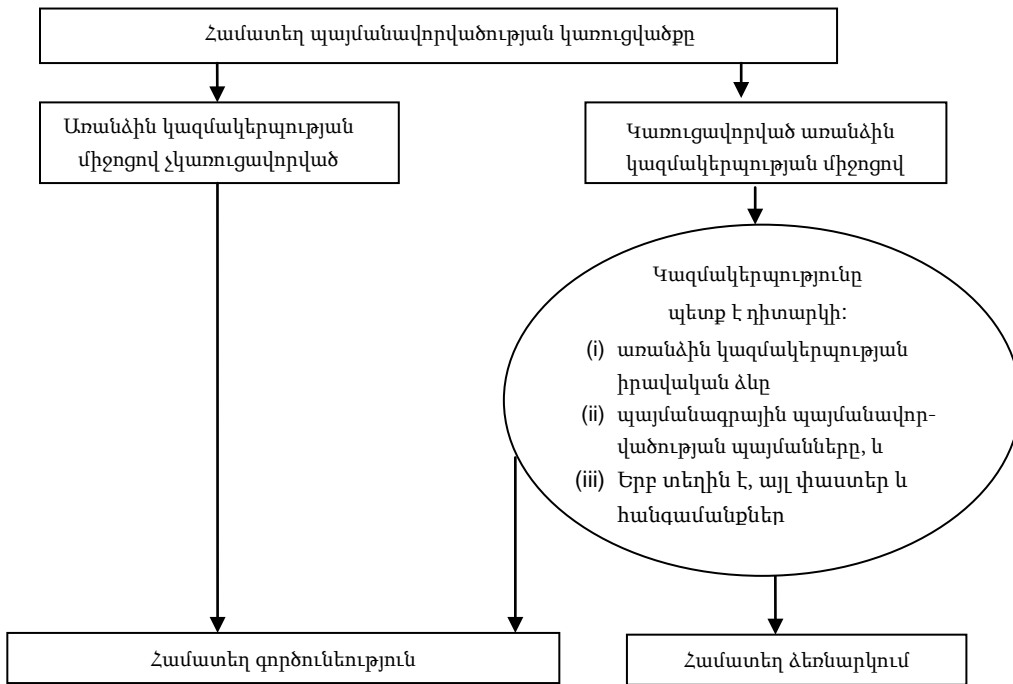 Համատեղ պայմանավորվածության կառուցվածքը
Առանձին կազմակերպության
միջոցով չկառուցավորված
Կառուցավորված առանձին
կազմակերպության միջոցով
Կազմակերպությունը
պետք է դիտարկի:
(i) առանձին կազմակերպության
իրավական ձևը
(ii) պայմանագրային պայմանավոր-
վածության պայմանները, և
(iii) Երբ տեղին է, այլ փաստեր և
հանգամանքներ
Համատեղ գործունեություն
Համատեղ ձեռնարկում